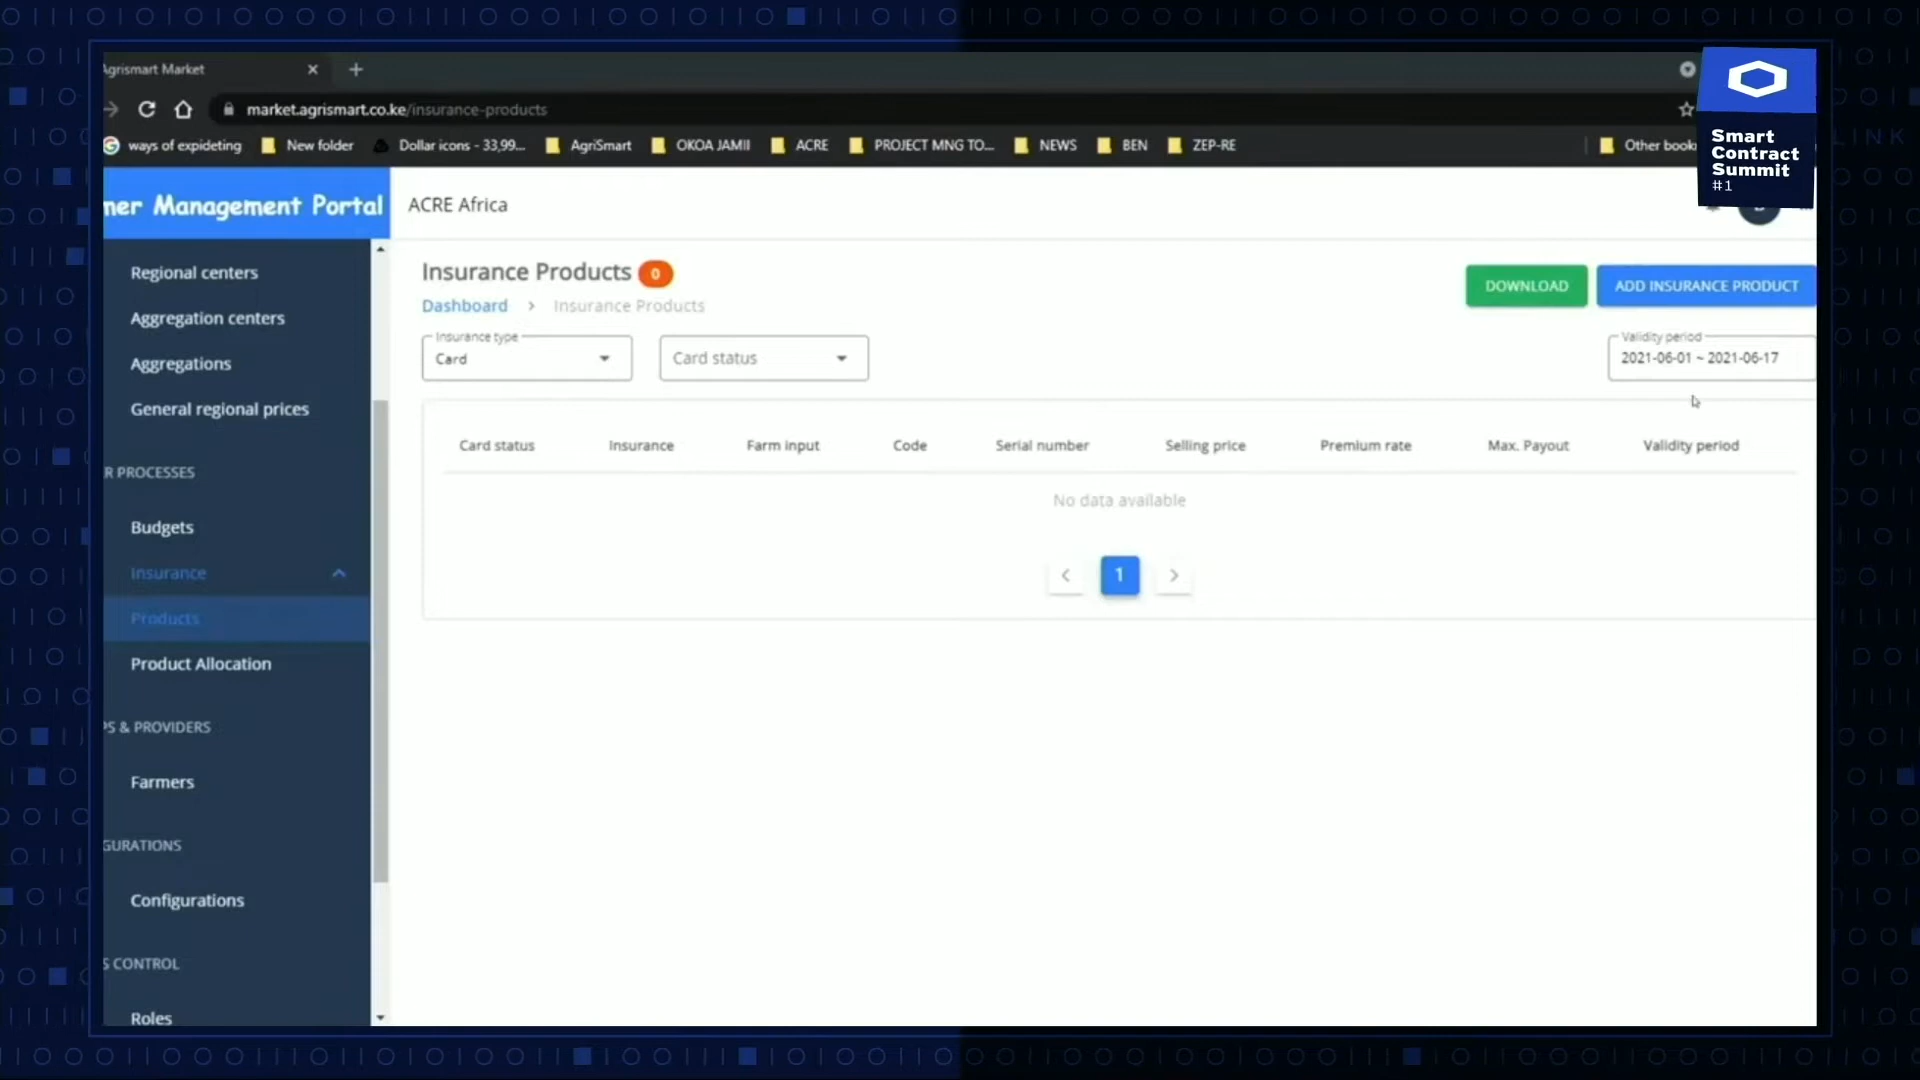 Agrismart Market
market.agrismart.co.ke/insurance-products
ways of expideting
New folder
Dollar icons - 33,99...
AgriSmart
OKOA JAMII
ACRE
PROJECT MNG TO...
NEWS
BEN
ZEP-RE
Other book
Smart
Contract
Summit
#1
LINK
mer Management Portal
ACRE Africa
Regional centers
Aggregation centers
Aggregations
General regional prices
R PROCESSES
Budgets
Insurance
Products
Product Allocation
PS & PROVIDERS
Farmers
GURATIONS
Configurations
S CONTROL
Roles
Insurance Products 0
Dashboard > Insurance Products
DOWNLOAD
ADD INSURANCE PRODUCT
Insurance type
Card
Card status
Validity period
2021-06-01 ~ 2021-06-17
Card status Insurance Farm input Code Serial number Selling price Premium rate Max. Payout Validity period
No data available
< 1 >